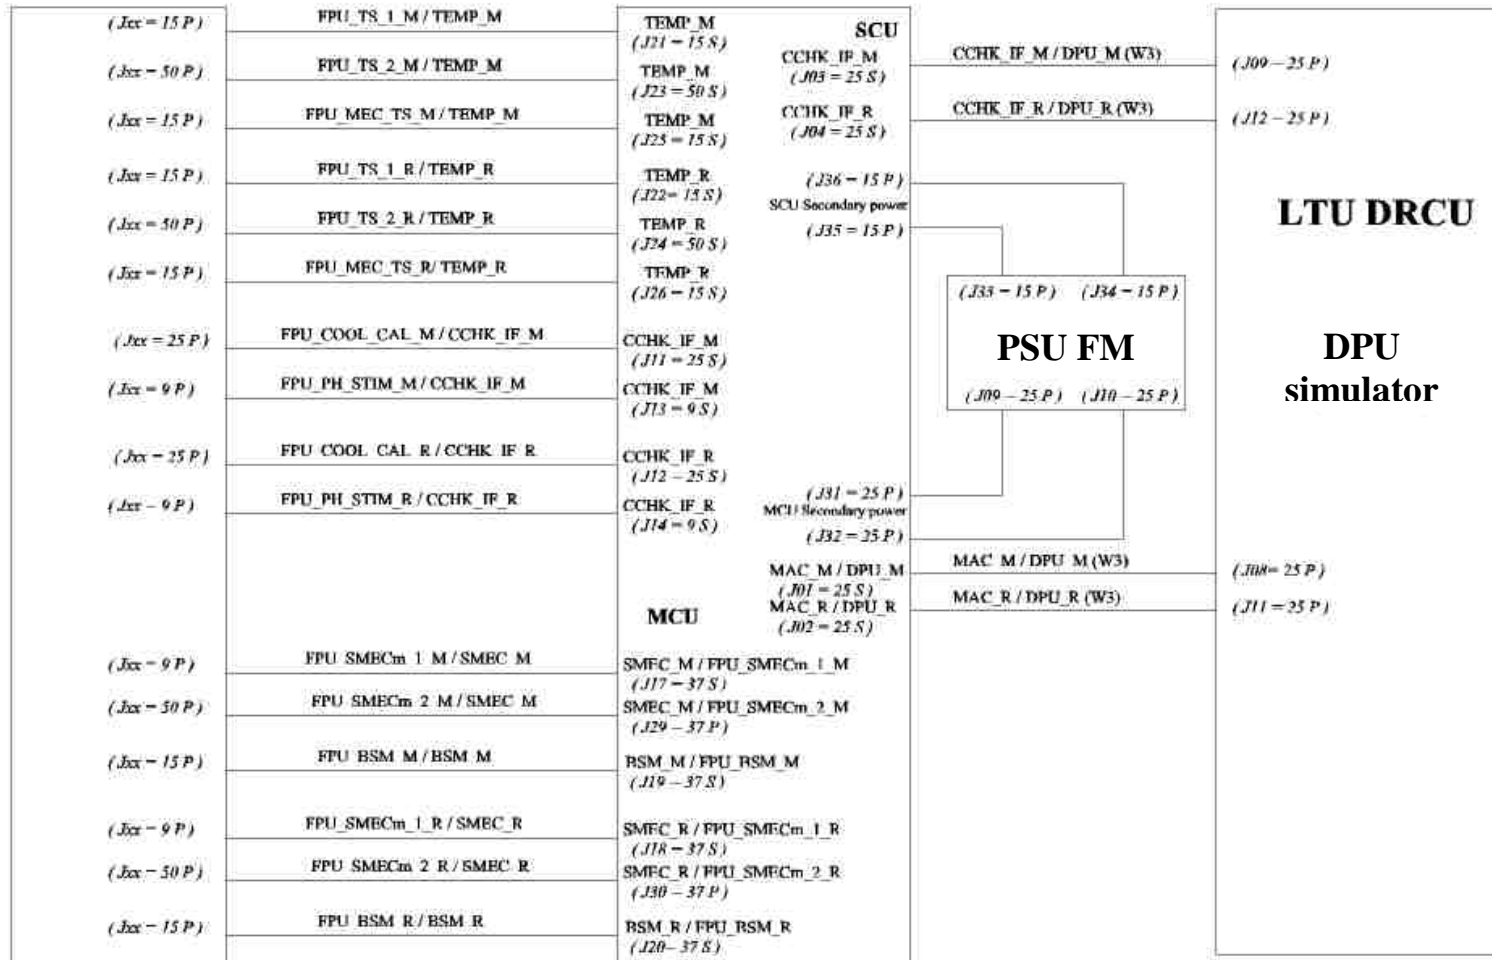 (Jxx = 15 P)
FPU_TS_1_M / TEMP_M
TEMP_M
(J21 = 15 S)
(Jxx = 50 P)
FPU_TS_2_M / TEMP_M
TEMP_M
(J23 = 50 S)
(Jxx = 15 P)
FPU_MEC_TS_M / TEMP_M
TEMP_M
(J25 = 15 S)
(Jxx = 15 P)
FPU_TS_1_R / TEMP_R
TEMP_R
(J22 = 15 S)
(Jxx = 50 P)
FPU_TS_2_R / TEMP_R
TEMP_R
(J24 = 50 S)
(Jxx = 15 P)
FPU_MEC_TS_R / TEMP_R
TEMP_R
(J26 = 15 S)
(Jxx = 25 P)
FPU_COOL_CAL_M / CCHK_IF_M
CCHK_IF_M
(J11 = 25 S)
(Jxx = 9 P)
FPU_PH_STIM_M / CCHK_IF_M
CCHK_IF_M
(J13 = 9 S)
(Jxx = 25 P)
FPU_COOL_CAL_R / CCHK_IF_R
CCHK_IF_R
(J12 = 25 S)
(Jxx = 9 P)
FPU_PH_STIM_R / CCHK_IF_R
CCHK_IF_R
(J14 = 9 S)
SCU
CCHK_IF_M
(J03 = 25 S)
CCHK_IF_M / DPU_M (W3)
(J09 = 25 P)
CCHK_IF_R
(J04 = 25 S)
CCHK_IF_R / DPU_R (W3)
(J12 = 25 P)
(J36 = 15 P)
SCU Secondary power
(J35 = 15 P)
LTU DRCU
(J33 = 15 P) (J34 = 15 P)
PSU FM
(J09 = 25 P) (J10 = 25 P)
DPU
simulator
(J31 = 25 P)
MCU Secondary power
(J32 = 25 P)
MAC_M / DPU_M
(J01 = 25 S)
MAC_M / DPU_M (W3)
(J08 = 25 P)
MAC_R / DPU_R
(J02 = 25 S)
MAC_R / DPU_R (W3)
(J11 = 25 P)
MCU
(Jxx = 9 P)
FPU_SMECm_1_M / SMEC_M
SMEC_M / FPU_SMECm_1_M
(J17 = 37 S)
(Jxx = 50 P)
FPU_SMECm_2_M / SMEC_M
SMEC_M / FPU_SMECm_2_M
(J29 = 37 P)
(Jxx = 15 P)
FPU_BSM_M / BSM_M
BSM_M / FPU_BSM_M
(J19 = 37 S)
(Jxx = 9 P)
FPU_SMECm_1_R / SMEC_R
SMEC_R / FPU_SMECm_1_R
(J18 = 37 S)
(Jxx = 50 P)
FPU_SMECm_2_R / SMEC_R
SMEC_R / FPU_SMECm_2_R
(J30 = 37 P)
(Jxx = 15 P)
FPU_BSM_R / BSM_R
BSM_R / FPU_BSM_R
(J20 = 37 S)